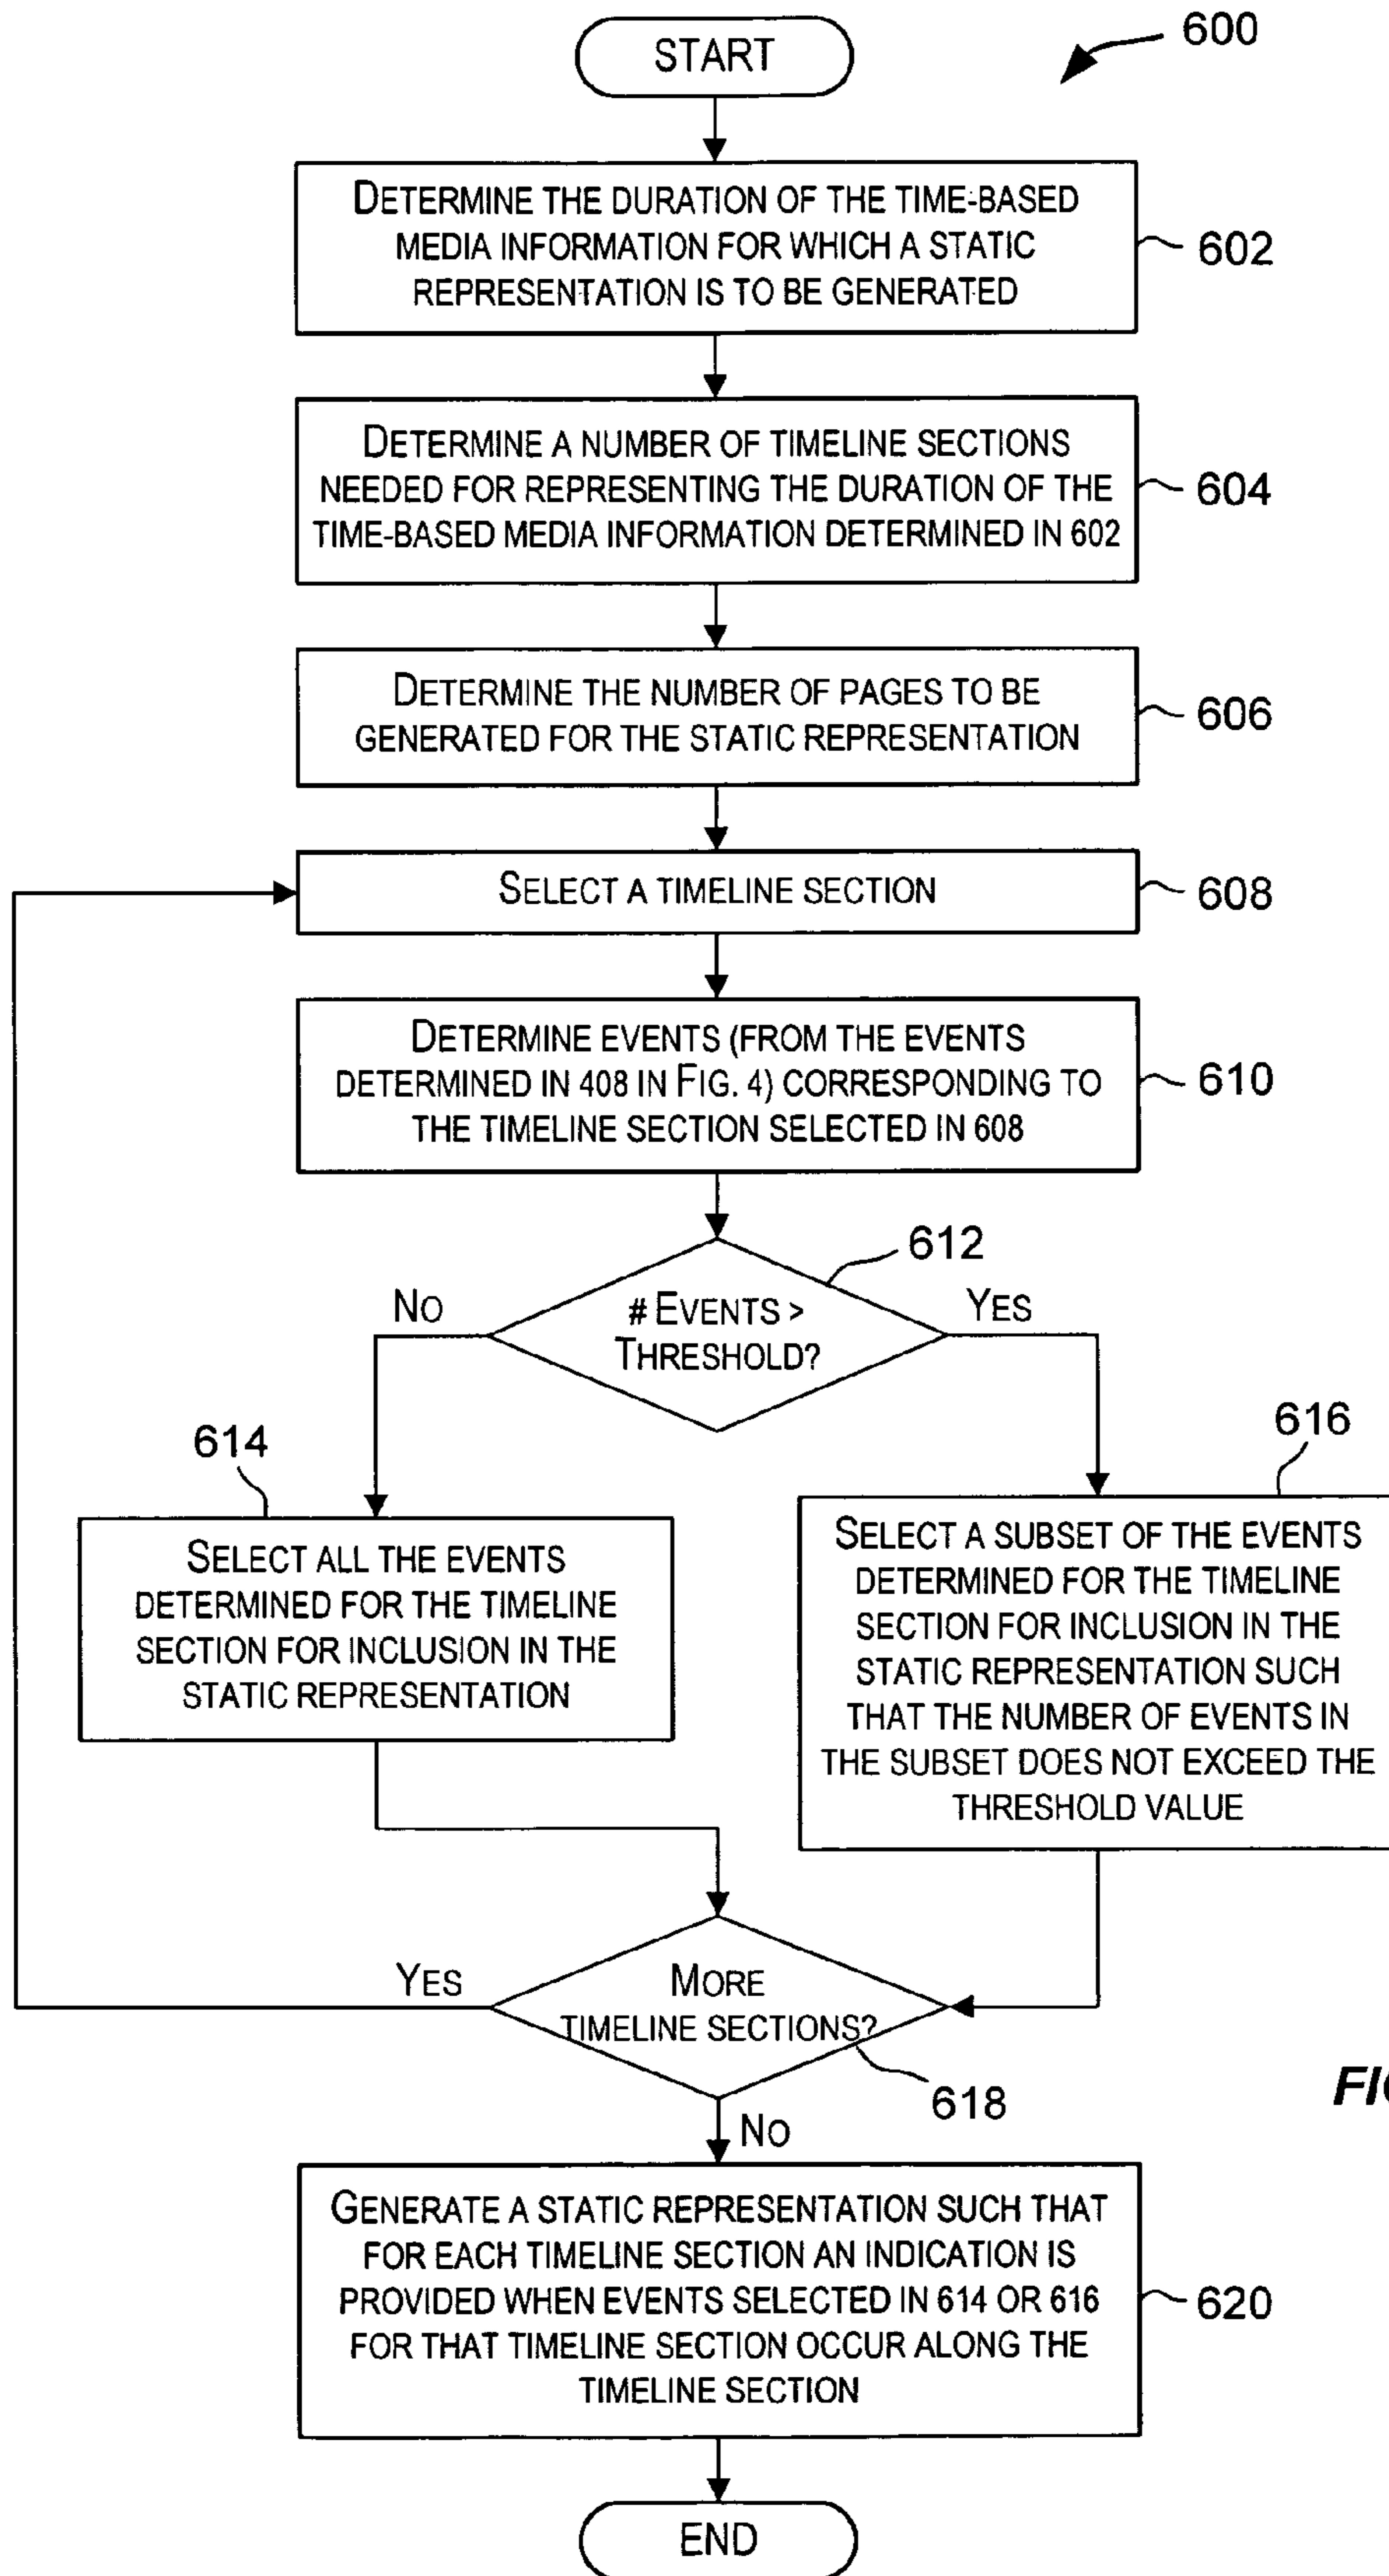 START
600
DETERMINE THE DURATION OF THE TIME-BASED
MEDIA INFORMATION FOR WHICH A STATIC
REPRESENTATION IS TO BE GENERATED
602
DETERMINE A NUMBER OF TIMELINE SECTIONS
NEEDED FOR REPRESENTING THE DURATION OF THE
TIME-BASED MEDIA INFORMATION DETERMINED IN 602
604
DETERMINE THE NUMBER OF PAGES TO BE
GENERATED FOR THE STATIC REPRESENTATION
606
SELECT A TIMELINE SECTION
608
DETERMINE EVENTS (FROM THE EVENTS
DETERMINED IN 408 IN FIG. 4) CORRESPONDING TO
THE TIMELINE SECTION SELECTED IN 608
610
612
NO
# EVENTS >
THRESHOLD?
YES
614
SELECT ALL THE EVENTS
DETERMINED FOR THE TIMELINE
SECTION FOR INCLUSION IN THE
STATIC REPRESENTATION
616
SELECT A SUBSET OF THE EVENTS
DETERMINED FOR THE TIMELINE
SECTION FOR INCLUSION IN THE
STATIC REPRESENTATION SUCH
THAT THE NUMBER OF EVENTS IN
THE SUBSET DOES NOT EXCEED THE
THRESHOLD VALUE
YES
MORE
TIMELINE SECTIONS?
618
NO
GENERATE A STATIC REPRESENTATION SUCH THAT
FOR EACH TIMELINE SECTION AN INDICATION IS
PROVIDED WHEN EVENTS SELECTED IN 614 OR 616
FOR THAT TIMELINE SECTION OCCUR ALONG THE
TIMELINE SECTION
620
END